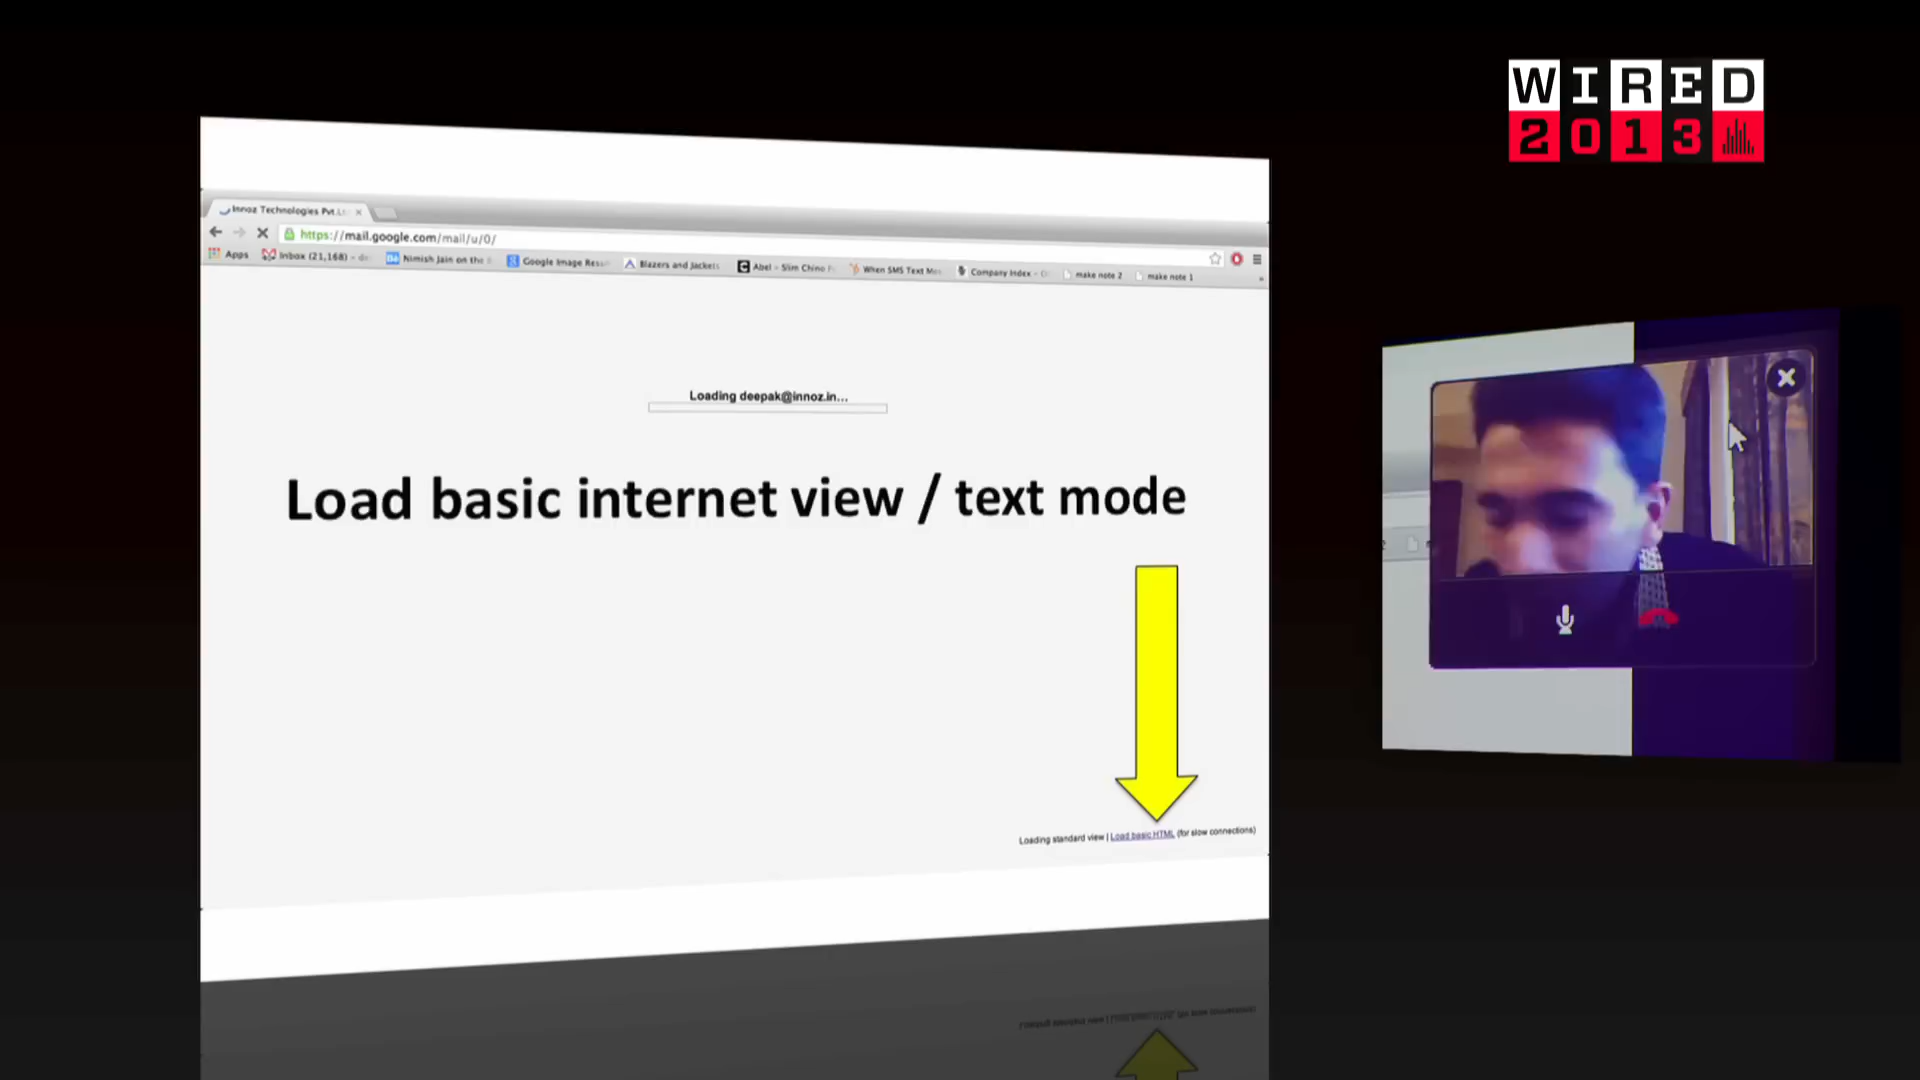 WIRED
2013
Innoz Technologies Pvt.Lt
https://mail.google.com/mail/u/0/
Apps Inbox (21,168) - de Nimish Jain on the B Google Image Resu Blazers and Jackets Abel - Slim Chino P When SMS Text Mes Company Index - make note 2 make note 1
Loading deepak@innoz.in...
Load basic internet view / text mode
Loading standard view | Load basic HTML (for slow connections)